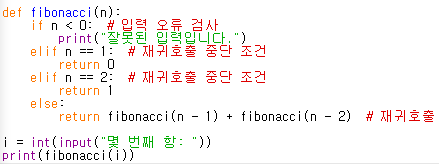 def fibonacci(n):
    if n < 0:  # 입력 오류 검사
        print("잘못된 입력입니다.")
    elif n == 1:  # 재귀호출 중단 조건
        return 0
    elif n == 2:  # 재귀호출 중단 조건
        return 1
    else:
        return fibonacci(n - 1) + fibonacci(n - 2)  # 재귀호출
i = int(input("몇 번째 항: "))
print(fibonacci(i))